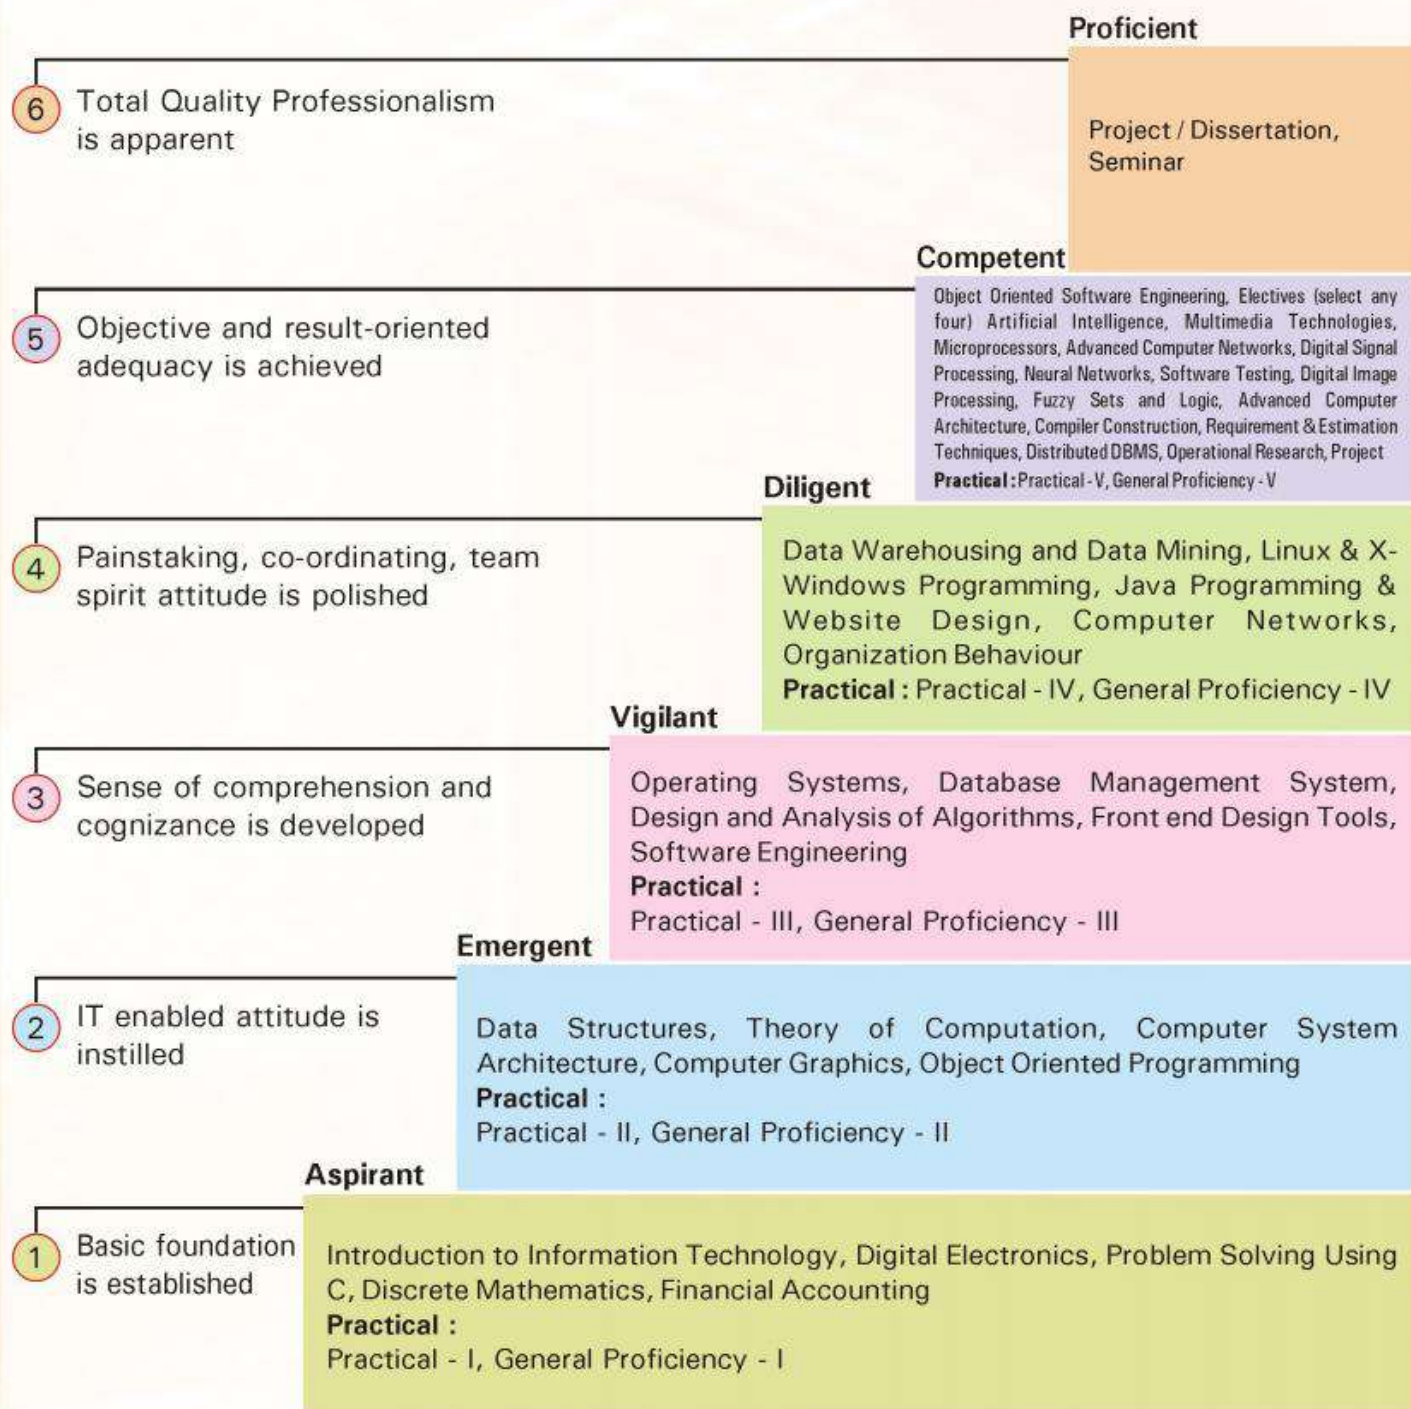 Proficient
6
Total Quality Professionalism
is apparent
Project / Dissertation,
Seminar
Competent
5
Objective and result-oriented
adequacy is achieved
Object Oriented Software Engineering, Electives (select any
four) Artificial Intelligence, Multimedia Technologies,
Microprocessors, Advanced Computer Networks, Digital Signal
Processing, Neural Networks, Software Testing, Digital Image
Processing, Fuzzy Sets and Logic, Advanced Computer
Architecture, Compiler Construction, Requirement & Estimation
Techniques, Distributed DBMS, Operational Research, Project
Practical : Practical - V, General Proficiency - V
Diligent
4
Painstaking, co-ordinating, team
spirit attitude is polished
Data Warehousing and Data Mining, Linux & X-
Windows Programming, Java Programming &
Website Design, Computer Networks,
Organization Behaviour
Practical : Practical - IV, General Proficiency - IV
Vigilant
3
Sense of comprehension and
cognizance is developed
Operating Systems, Database Management System,
Design and Analysis of Algorithms, Front end Design Tools,
Software Engineering
Practical :
Practical - III, General Proficiency - III
Emergent
2
IT enabled attitude is
instilled
Data Structures, Theory of Computation, Computer System
Architecture, Computer Graphics, Object Oriented Programming
Practical :
Practical - II, General Proficiency - II
Aspirant
1
Basic foundation
is established
Introduction to Information Technology, Digital Electronics, Problem Solving Using
C, Discrete Mathematics, Financial Accounting
Practical :
Practical - I, General Proficiency - I